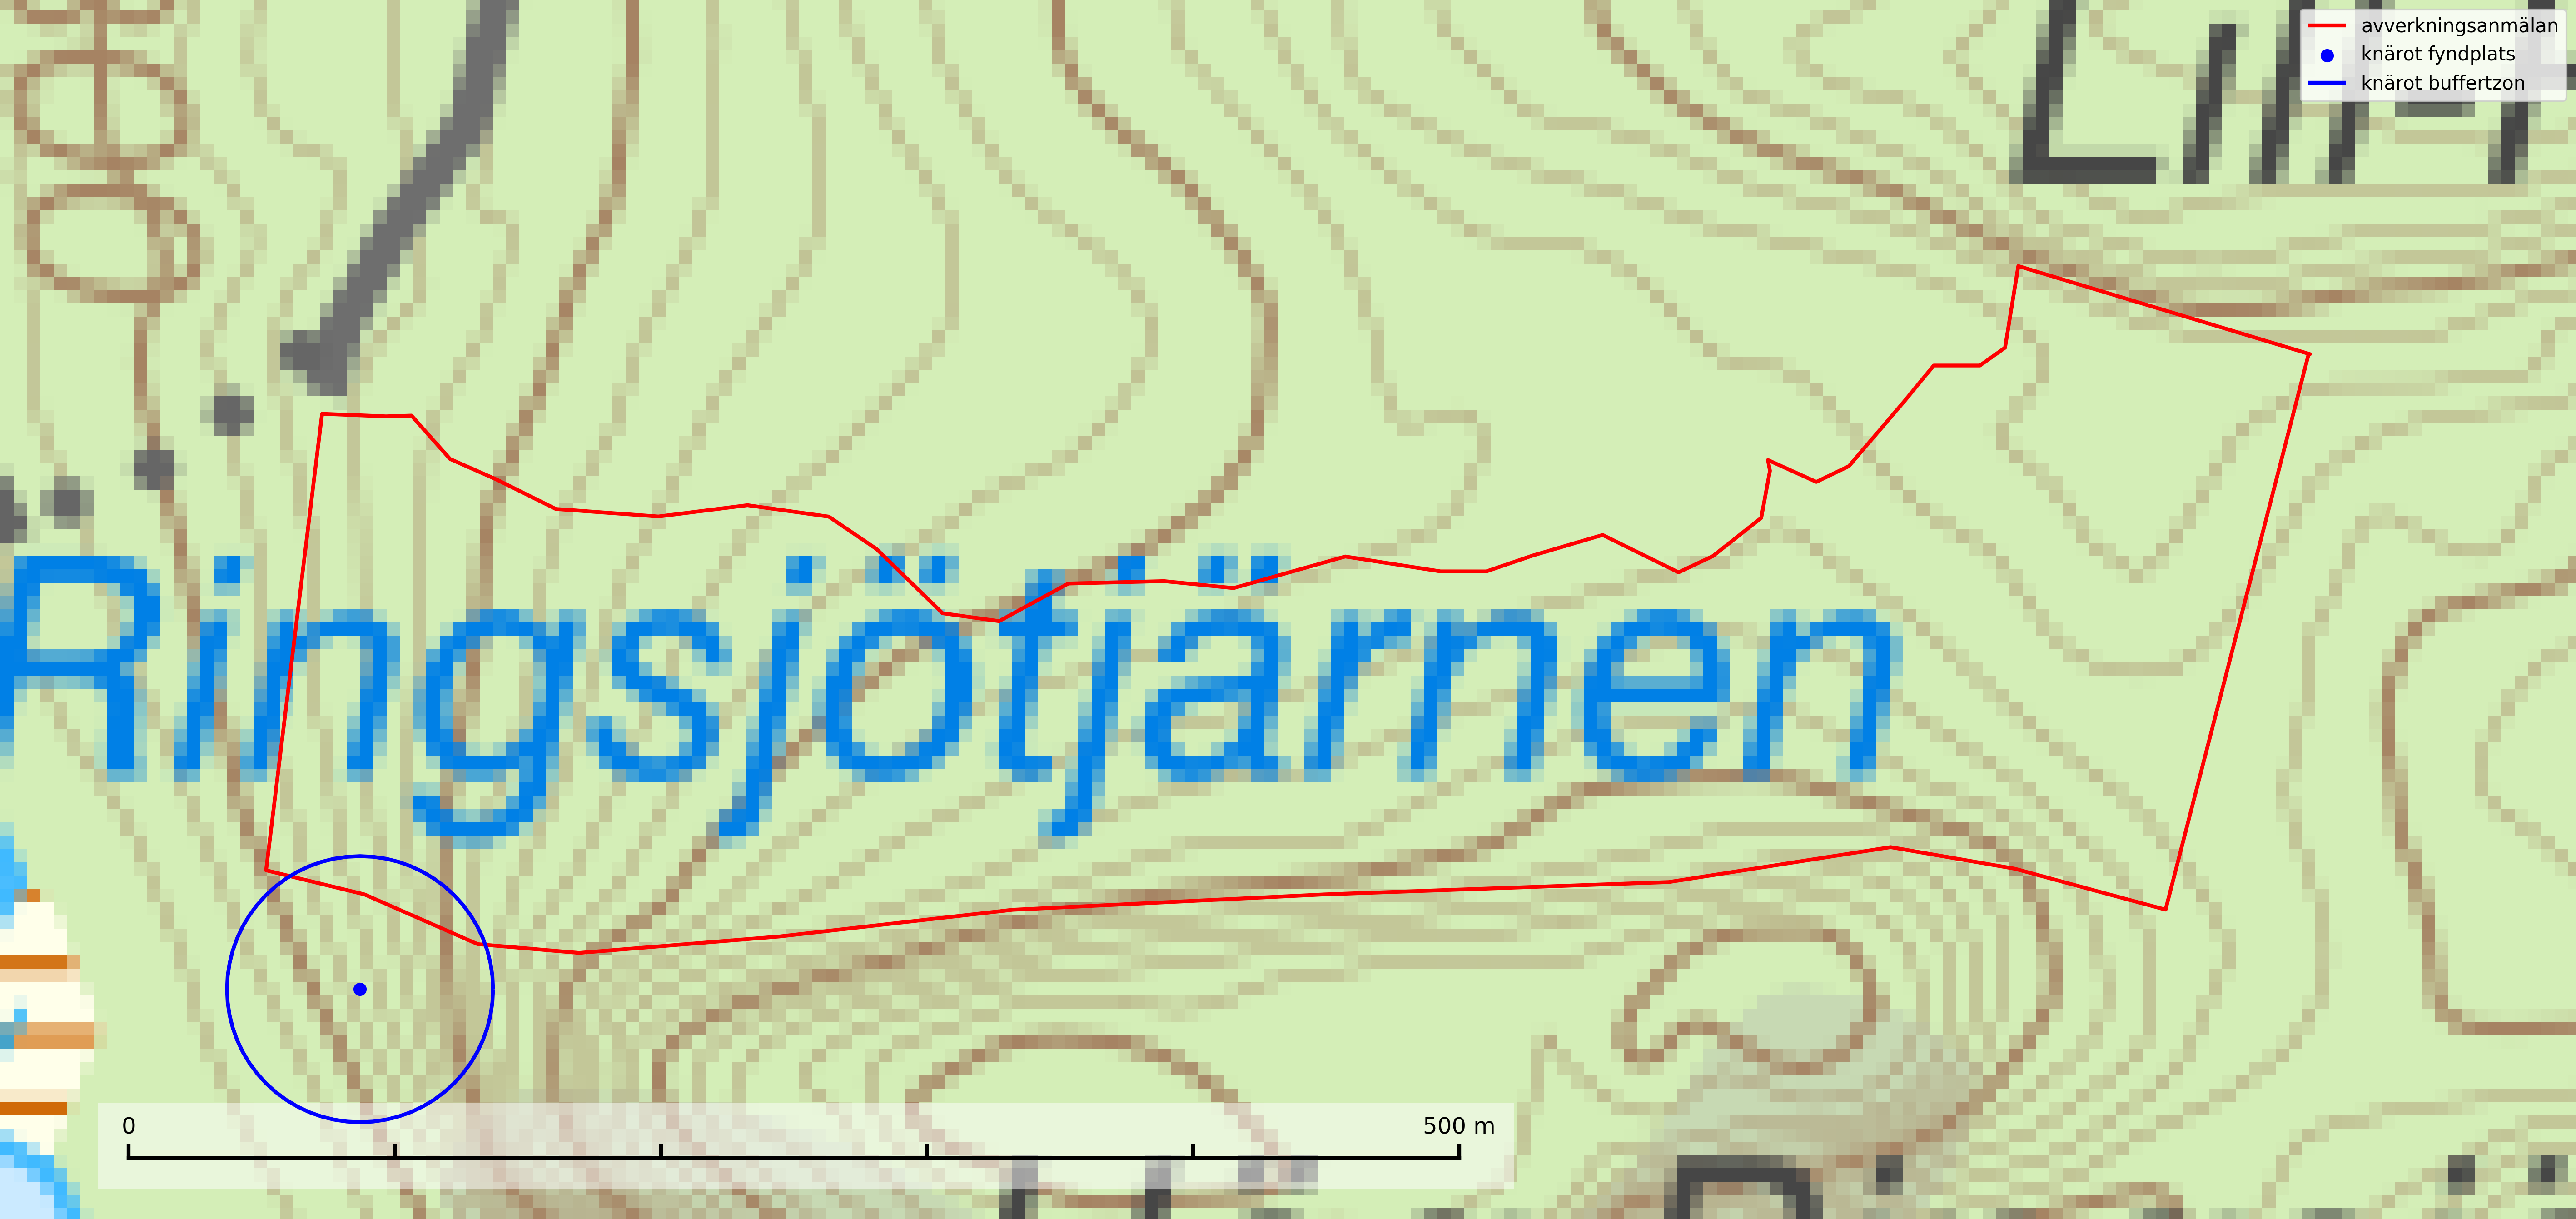 avverkningsanmälan
knärot fyndplats
knärot buffertzon
Ringsjötjärnen
0 500 m